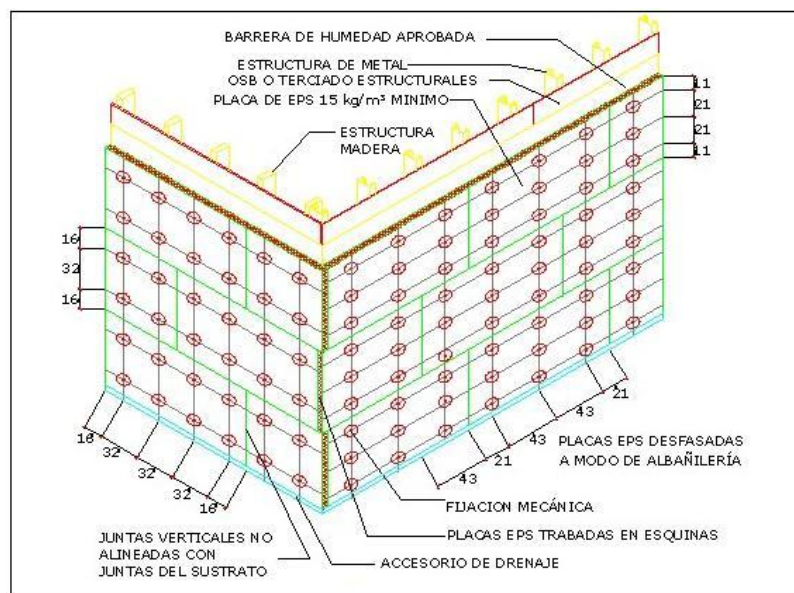 BARRERA DE HUMEDAD APROBADA
ESTRUCTURA DE METAL
OSB O TERCIADO ESTRUCTURALES
PLACA DE EPS 15 kg/m³ MINIMO
ESTRUCTURA
MADERA
11
21
21
11
16
32
16
16
32
32
32
16
43
21
43
43
21
PLACAS EPS DESFASADAS
A MODO DE ALBAÑILERÍA
FIJACION MECÁNICA
PLACAS EPS TRABADAS EN ESQUINAS
ACCESORIO DE DRENAJE
JUNTAS VERTICALES NO
ALINEADAS CON
JUNTAS DEL SUSTRATO